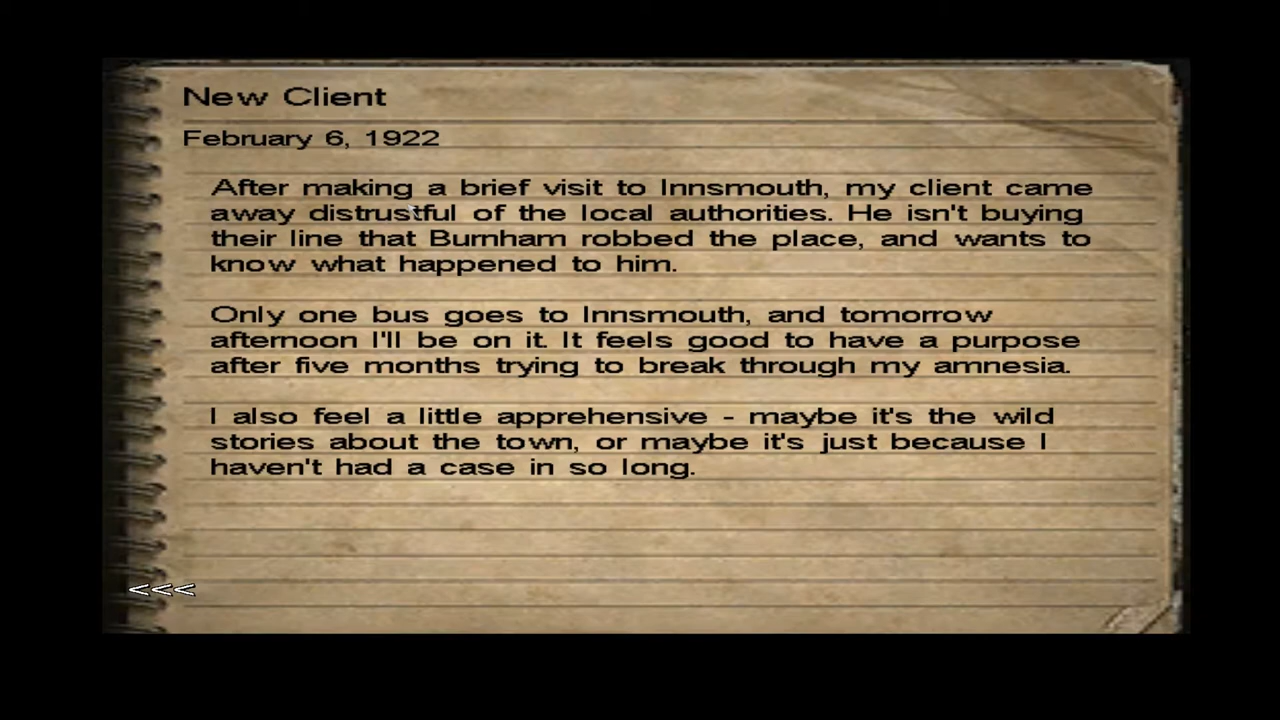 New Client
February 6, 1922
After making a brief visit to Innsmouth, my client came
away distrustful of the local authorities. He isn't buying
their line that Burnham robbed the place, and wants to
know what happened to him.
Only one bus goes to Innsmouth, and tomorrow
afternoon I'll be on it. It feels good to have a purpose
after five months trying to break through my amnesia.
I also feel a little apprehensive - maybe it's the wild
stories about the town, or maybe it's just because I
haven't had a case in so long.
<<<